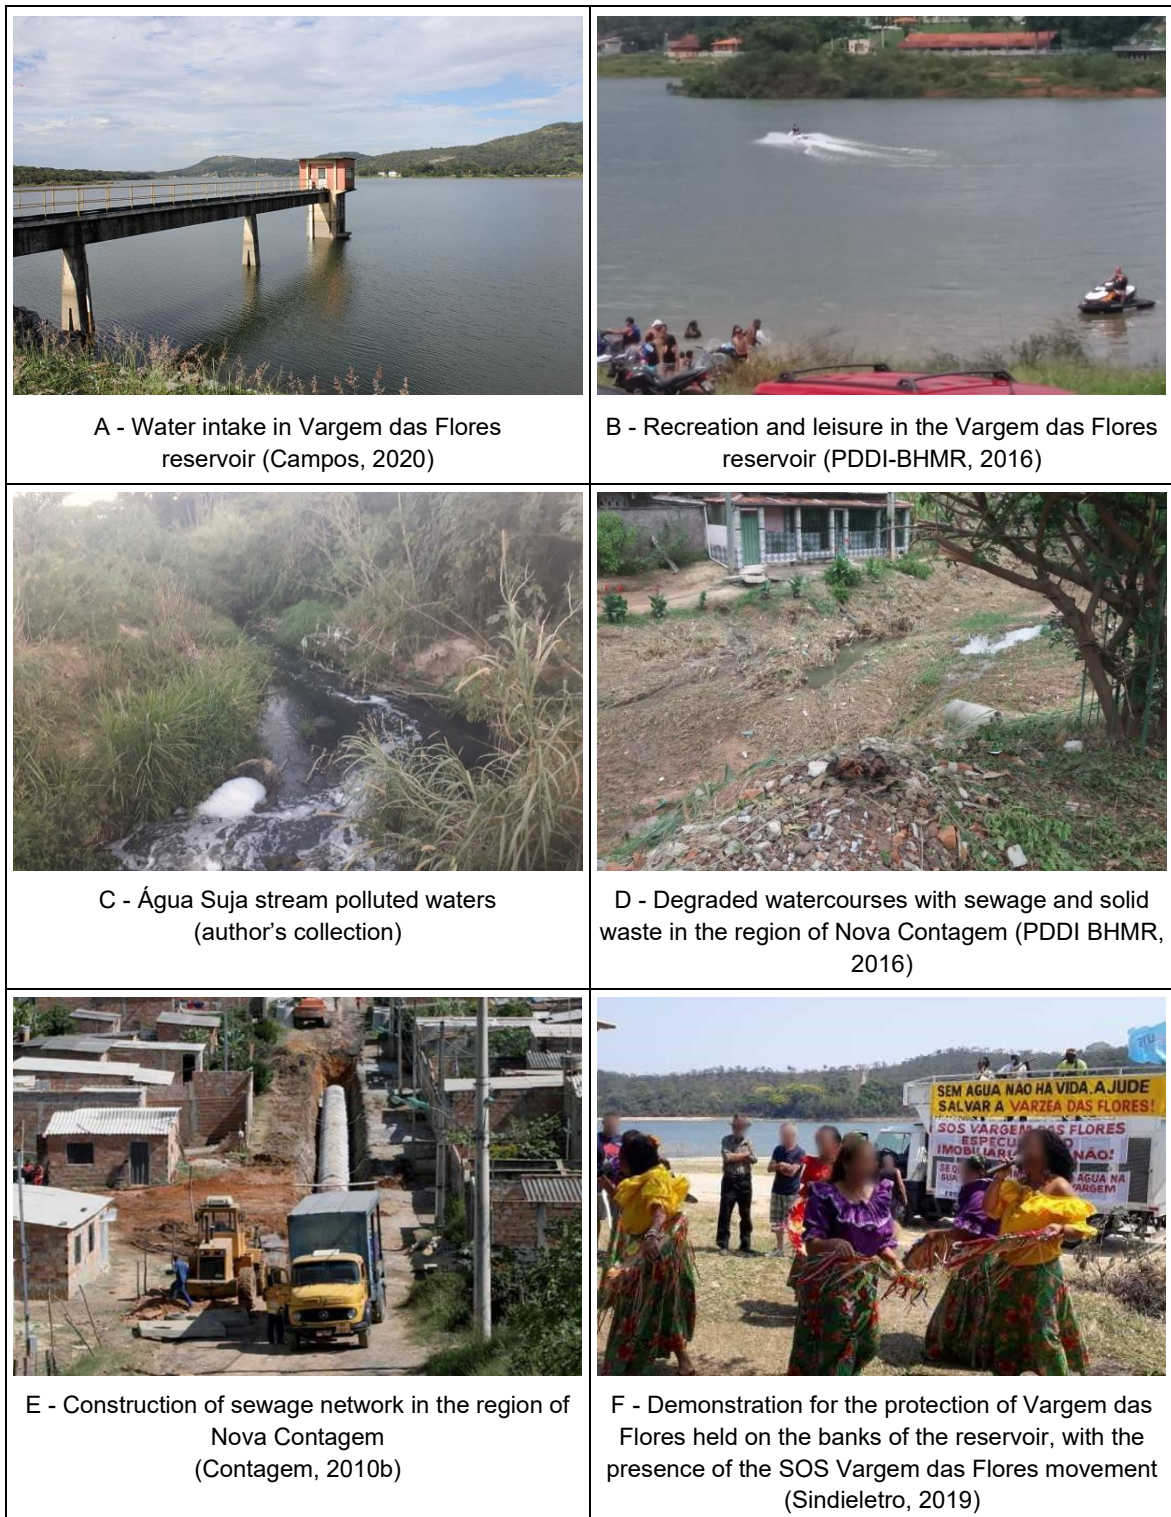 A - Water intake in Vargem das Flores
reservoir (Campos, 2020)
B - Recreation and leisure in the Vargem das Flores
reservoir (PDDI-BHMR, 2016)
C - Água Suja stream polluted waters
(author's collection)
D - Degraded watercourses with sewage and solid
waste in the region of Nova Contagem (PDDI BHMR,
2016)
SEM AGUA NAO HA VIDA. AJUDE
SALVAR A VARZEA DAS FLORES!
SOS VARGEM DAS FLORES
NÃO!
AGUA NA
E - Construction of sewage network in the region of
Nova Contagem
(Contagem, 2010b)
F - Demonstration for the protection of Vargem das
Flores held on the banks of the reservoir, with the
presence of the SOS Vargem das Flores movement
(Sindieletro, 2019)